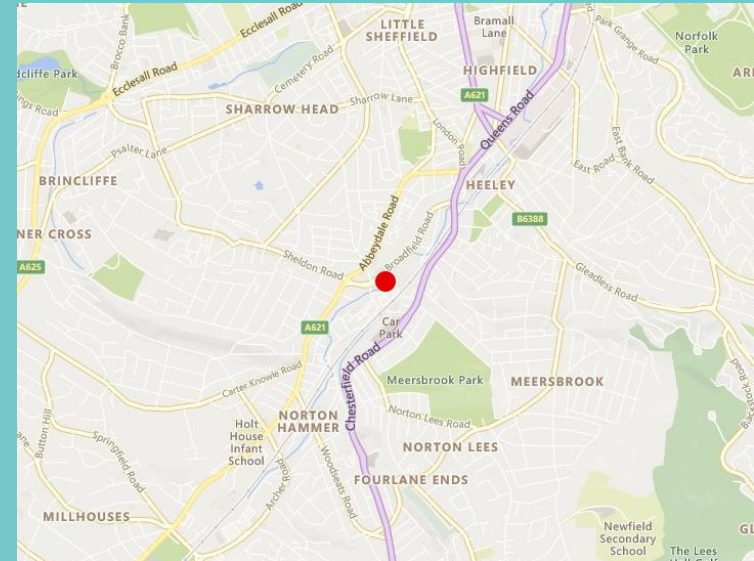 Ecclesall Road
Brocco Bank
LITTLE
SHEFFIELD
Bramall
Lane
Park Grange Road
Norfolk
Park
dcliffe Park
Ecclesall Road
Cemetery Road
HIGHFIELD
A621
Queens Road
SHARROW HEAD
Sharrow Lane
London Road
East Bank Road
East Road
Psalter Lane
BRINCLIFFE
HEELEY
B6388
NER CROSS
A625
Abbeydale Road
Broadfield Road
Sheldon Road
Gleadless Road
A621
Car
Park
Chesterfield Road
Meersbrook Park
MEERSBROOK
Carter Knowle Road
Button Hill
Springfield Road
Holt
House
Infant
School
NORTON
HAMMER
Norton Lees Road
NORTON LEES
Woodseats Road
Archer Road
FOURLANE ENDS
MILLHOUSES
Newfield
Secondary
School
The Lees